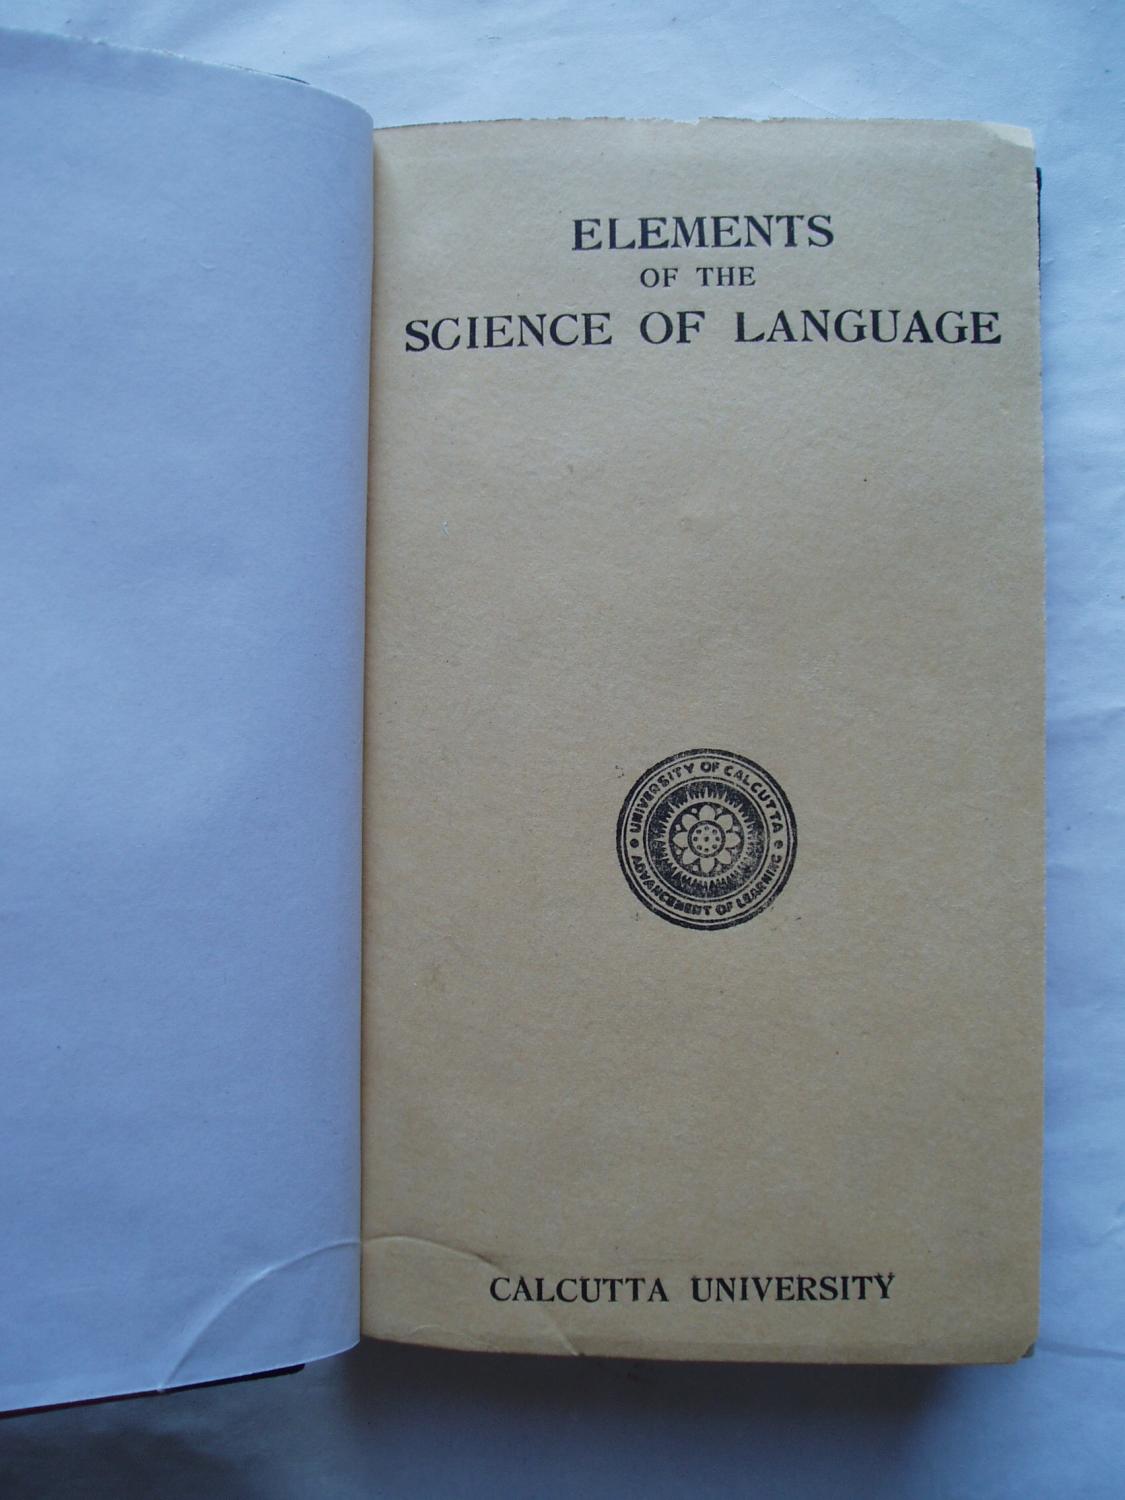 ELEMENTS
OF THE
SCIENCE OF LANGUAGE
UNIVERSITY OF CALCUTTA
ADVANCEMENT OF LEARNING
CALCUTTA UNIVERSITY